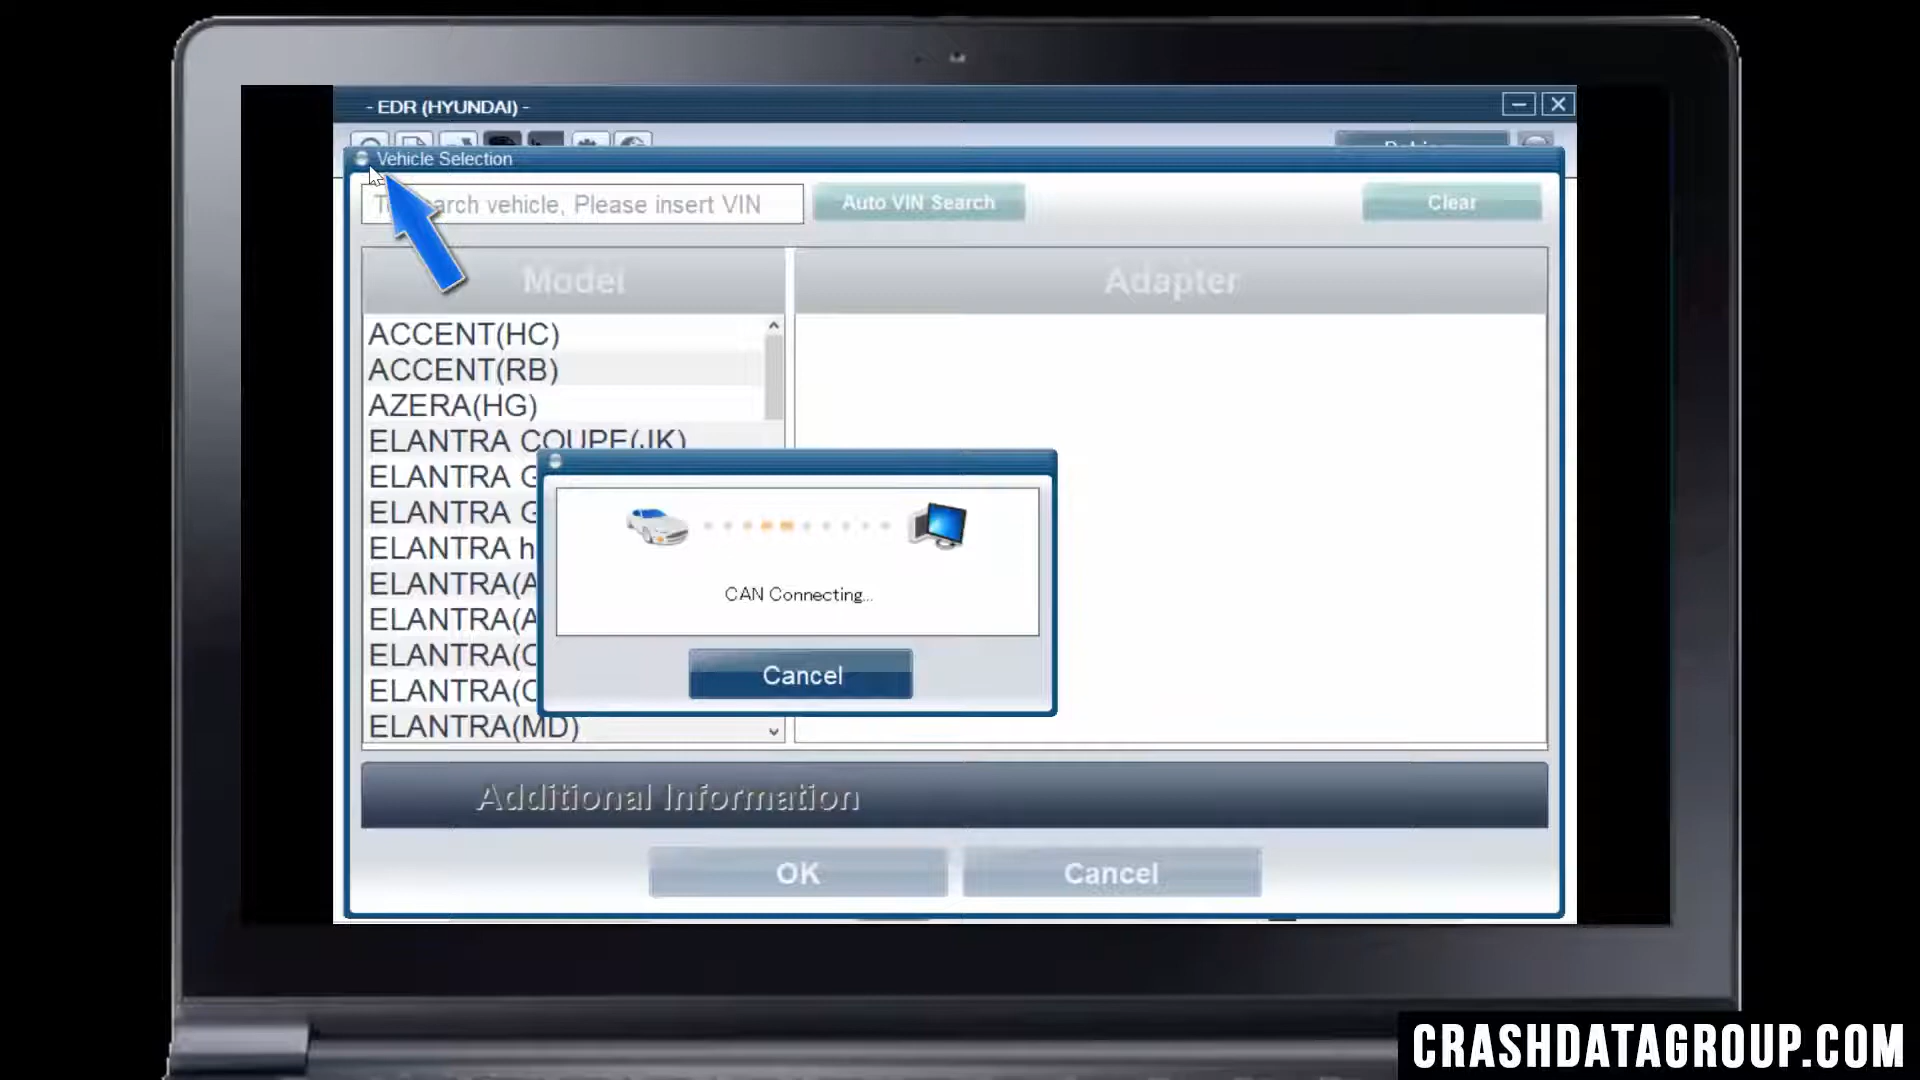 - EDR (HYUNDAI) -
Vehicle Selection
search vehicle, Please insert VIN
Auto VIN Search
Clear
Model
Adapter
ACCENT(HC)
ACCENT(RB)
AZERA(HG)
ELANTRA COUPE(JK)
ELANTRA G
ELANTRA G
ELANTRA h
ELANTRA(A
ELANTRA(A
ELANTRA(C
ELANTRA(C
ELANTRA(MD)
CAN Connecting...
Cancel
Additional Information
OK
Cancel
CRASHDATAGROUP.COM